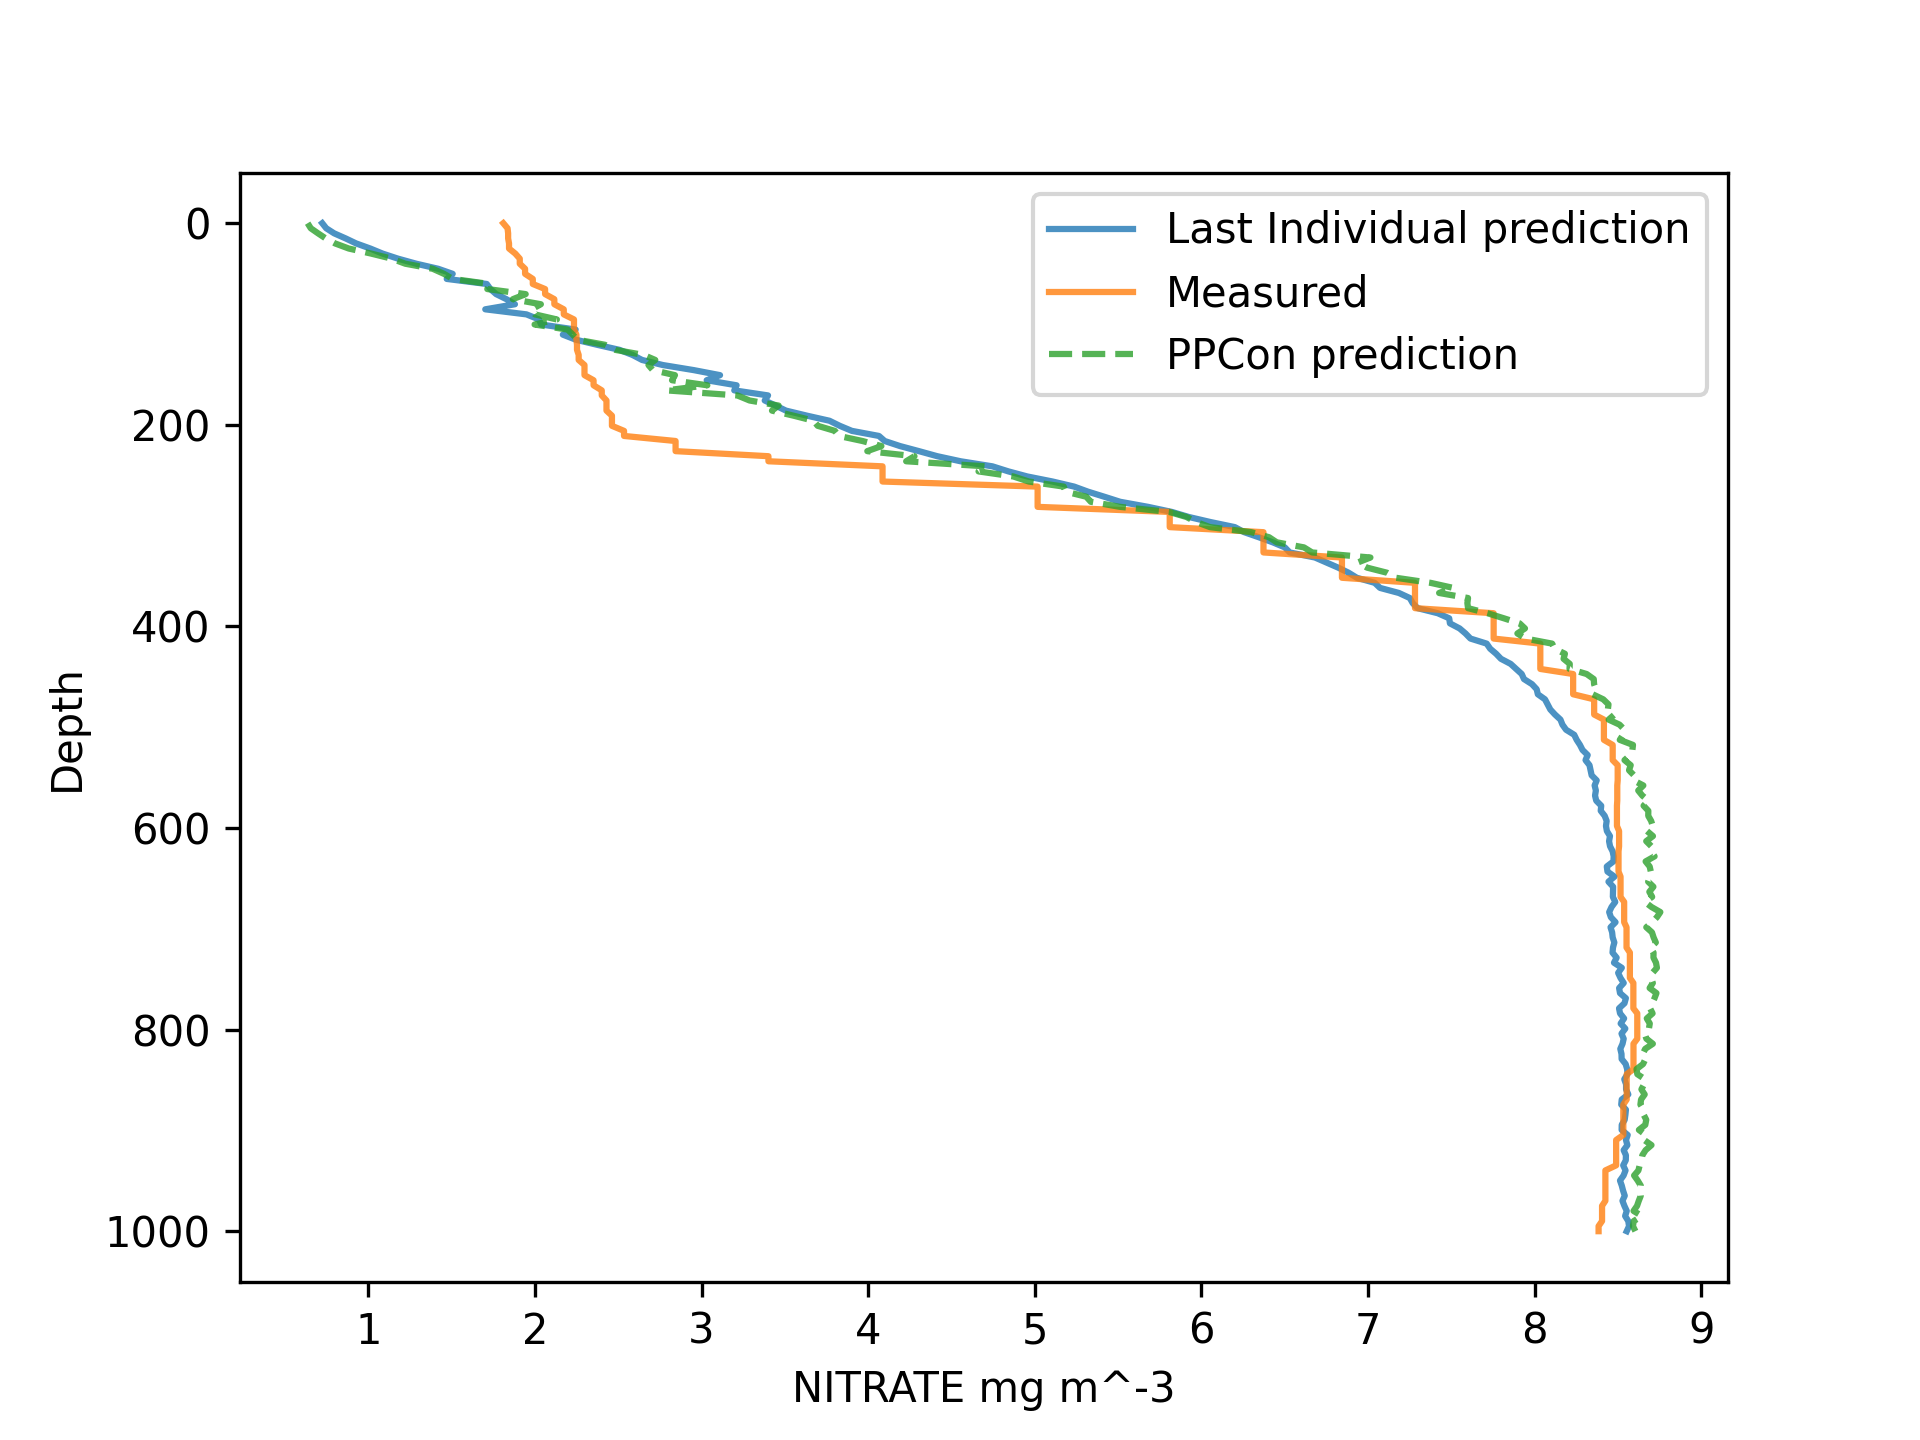 Last Individual prediction
Measured
PPCon prediction
0
200
400
600
800
1000
Depth
1 2 3 4 5 6 7 8 9
NITRATE mg m^-3